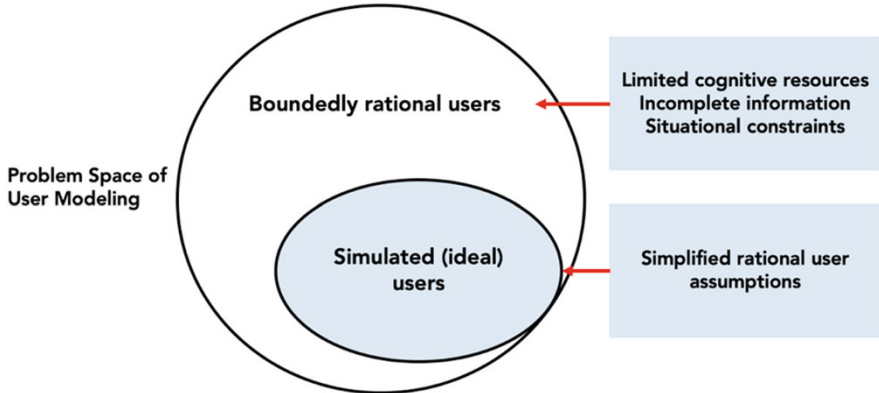 Boundedly rational users
Limited cognitive resources
Incomplete information
Situational constraints
Problem Space of
User Modeling
Simulated (ideal)
users
Simplified rational user
assumptions